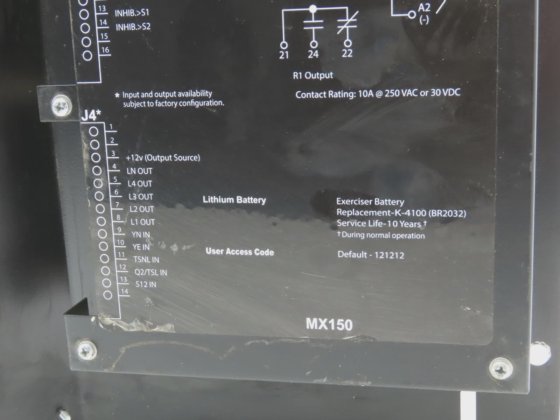 13 INHIB.>S1
14 INHIB.>S2
15
16
A2
(-)
21 24 22
R1 Output
Contact Rating: 10A @ 250 VAC or 30 VDC
* Input and output availability
subject to factory configuration.
J4*
1
2
3 +12v (Output Source)
4 LN OUT
5 L4 OUT
6 L3 OUT
7 L2 OUT
8 L1 OUT
9 YN IN
10 YE IN
11 TSNL IN
12 Q2/TSL IN
13 S12 IN
14
Lithium Battery
Exerciser Battery
Replacement-K-4100 (BR2032)
Service Life-10 Years †
† During normal operation
User Access Code
Default - 121212
MX150